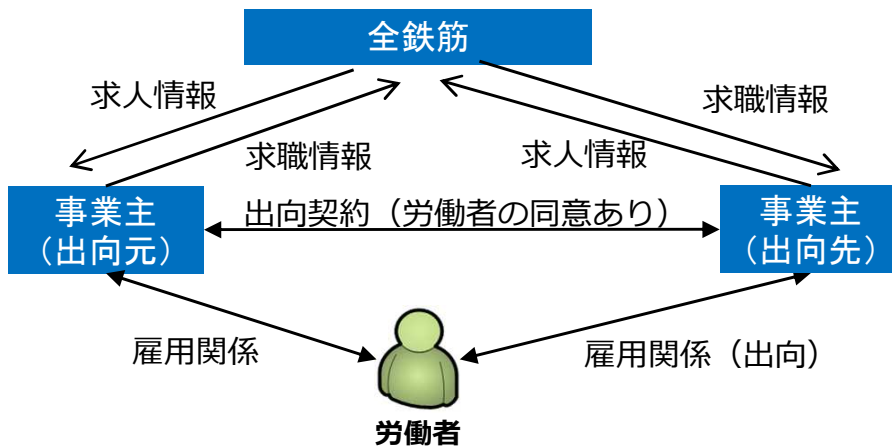 全鉄筋
求人情報
求職情報
求職情報
求人情報
事業主
（出向元）
出向契約（労働者の同意あり）
事業主
（出向先）
雇用関係
雇用関係（出向）
労働者